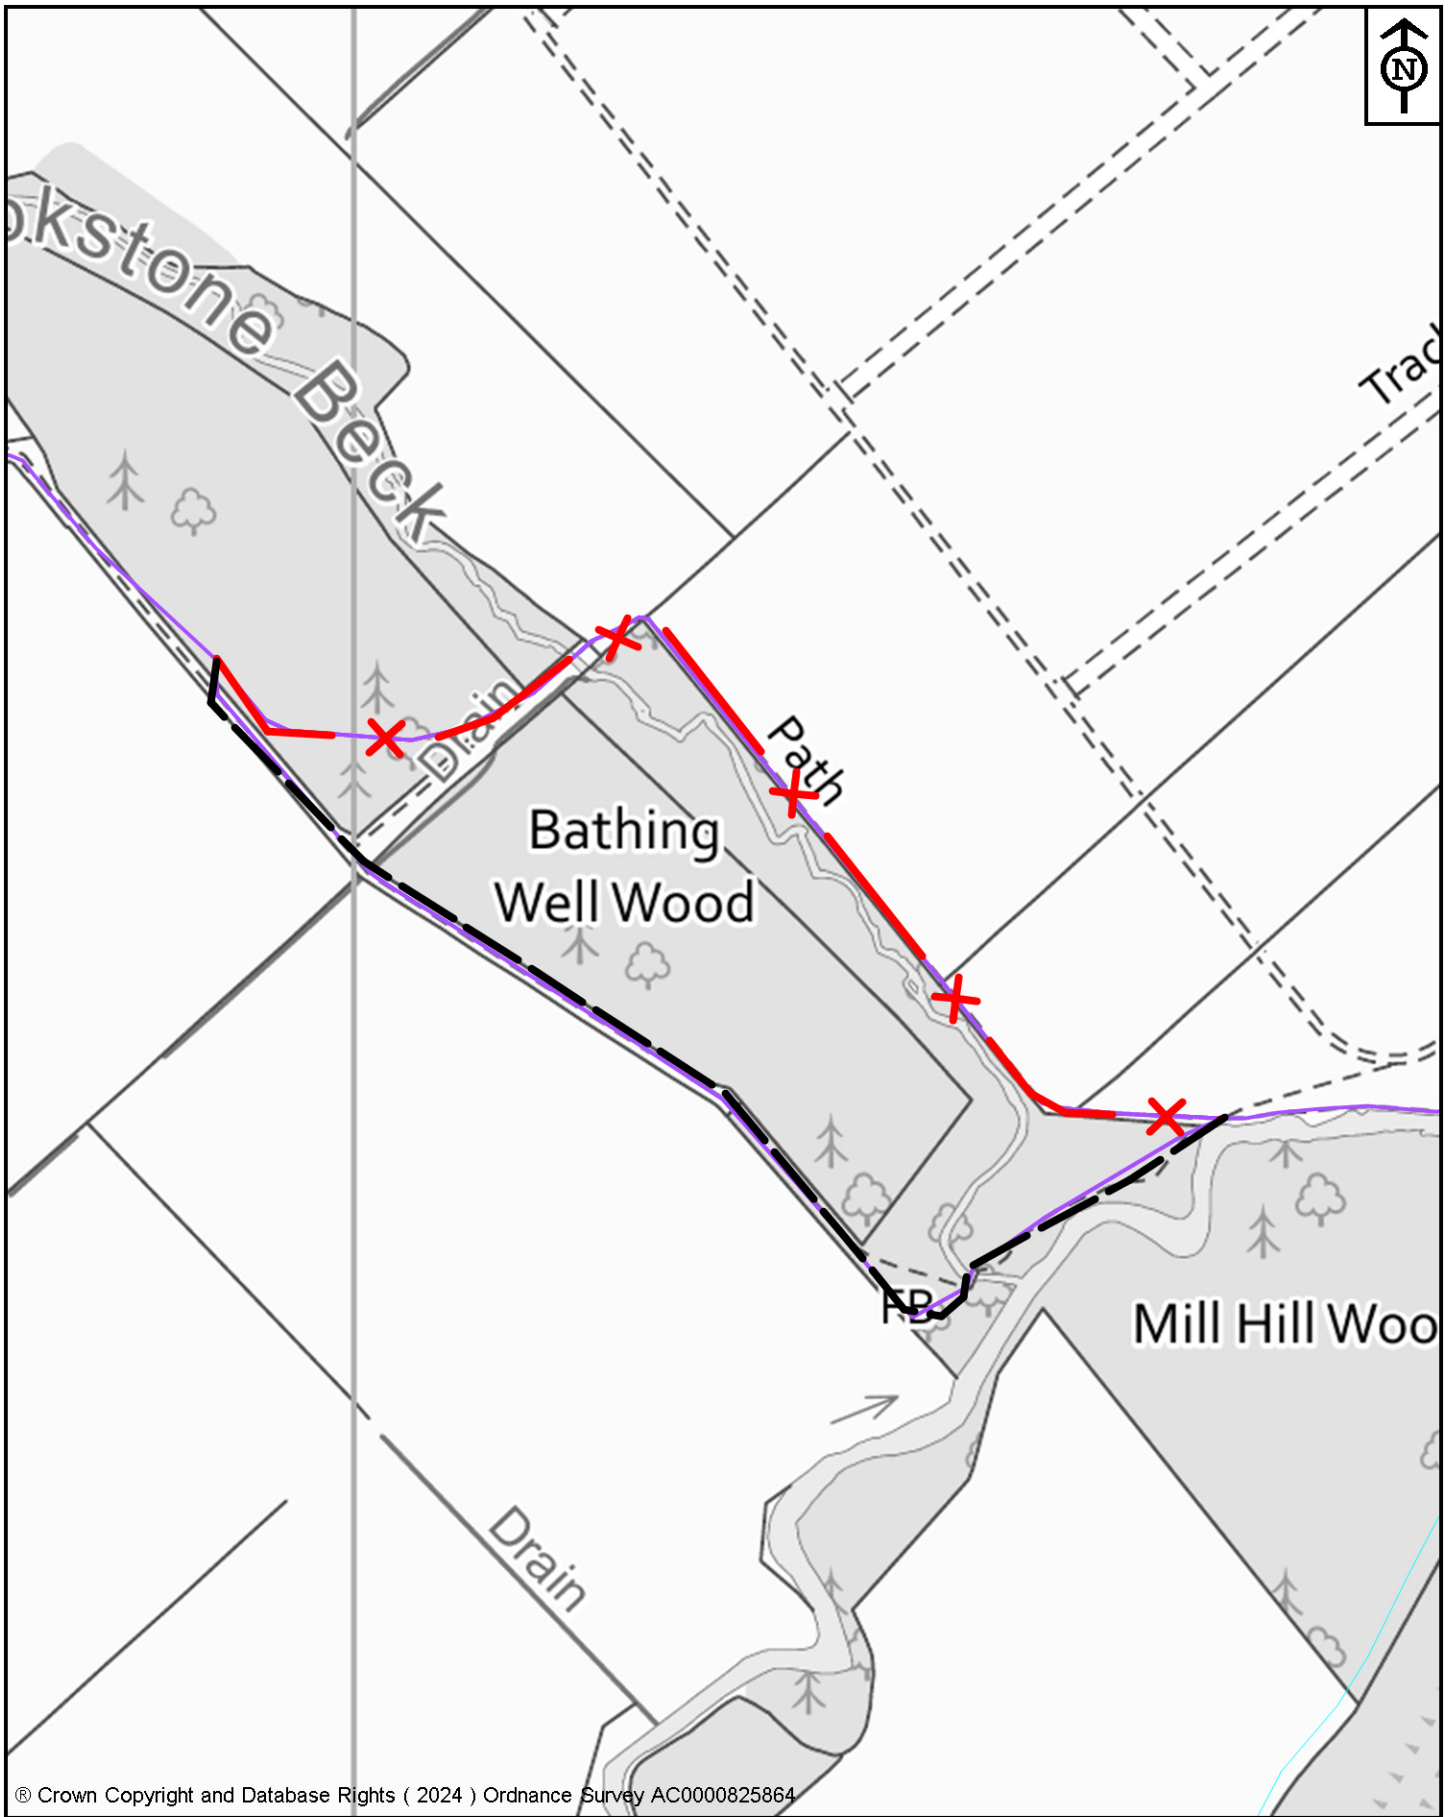 N
okstone
Beck
Trac
Drain
Path
Bathing
Well Wood
FB
Mill Hill Woo
Drain
® Crown Copyright and Database Rights ( 2024 ) Ordnance Survey AC0000825864